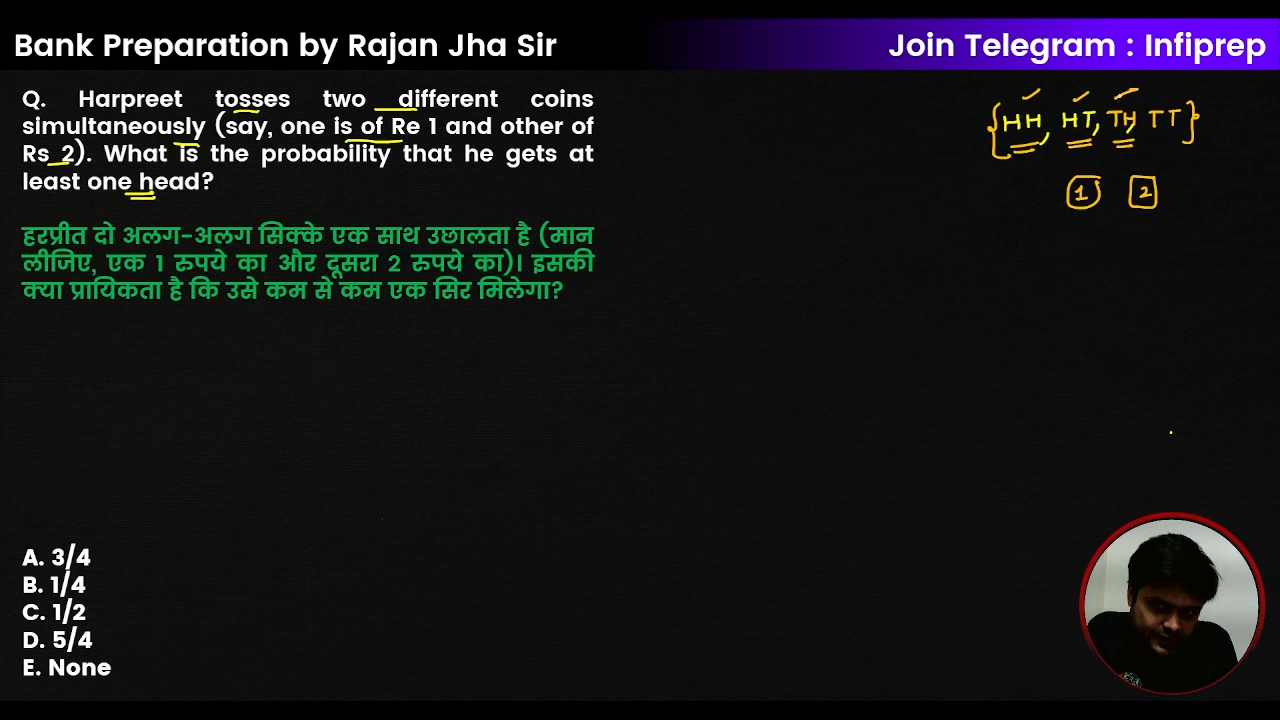 Bank Preparation by Rajan Jha Sir
Join Telegram : Infiprep
Q. Harpreet tosses two different coins
simultaneously (say, one is of Re 1 and other of
Rs 2). What is the probability that he gets at
least one head?
{HH, HT, TH, TT}
1 2
हरप्रीत दो अलग-अलग सिक्के एक साथ उछालता है (मान
लीजिए, एक 1 रुपये का और दूसरा 2 रुपये का)। इसकी
क्या प्रायिकता है कि उसे कम से कम एक सिर मिलेगा?
A. 3/4
B. 1/4
C. 1/2
D. 5/4
E. None